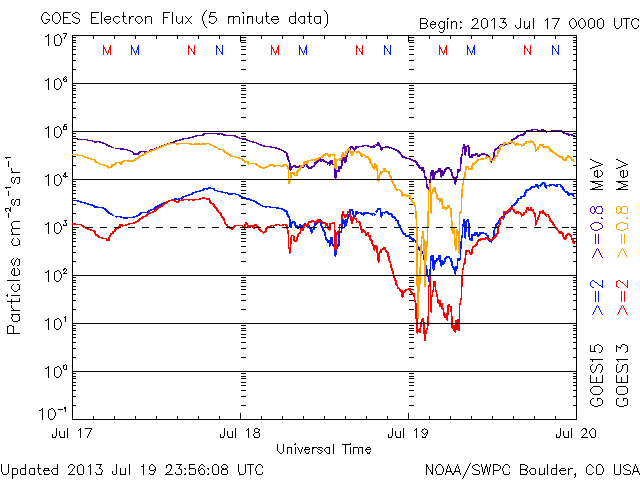 GOES Electron Flux (5 minute data)
Begin: 2013 Jul 17 0000 UTC
10⁷
M M N N M M N N M M N N
10⁶
10⁵
10⁴
10³
10²
10¹
10⁰
10⁻¹
Particles cm⁻²s⁻¹sr⁻¹
Jul 17 Jul 18 Jul 19 Jul 20
Universal Time
GOES15 >=2 >=0.8 MeV
GOES13 >=2 >=0.8 MeV
Updated 2013 Jul 19 23:56:08 UTC
NOAA/SWPC Boulder, CO USA